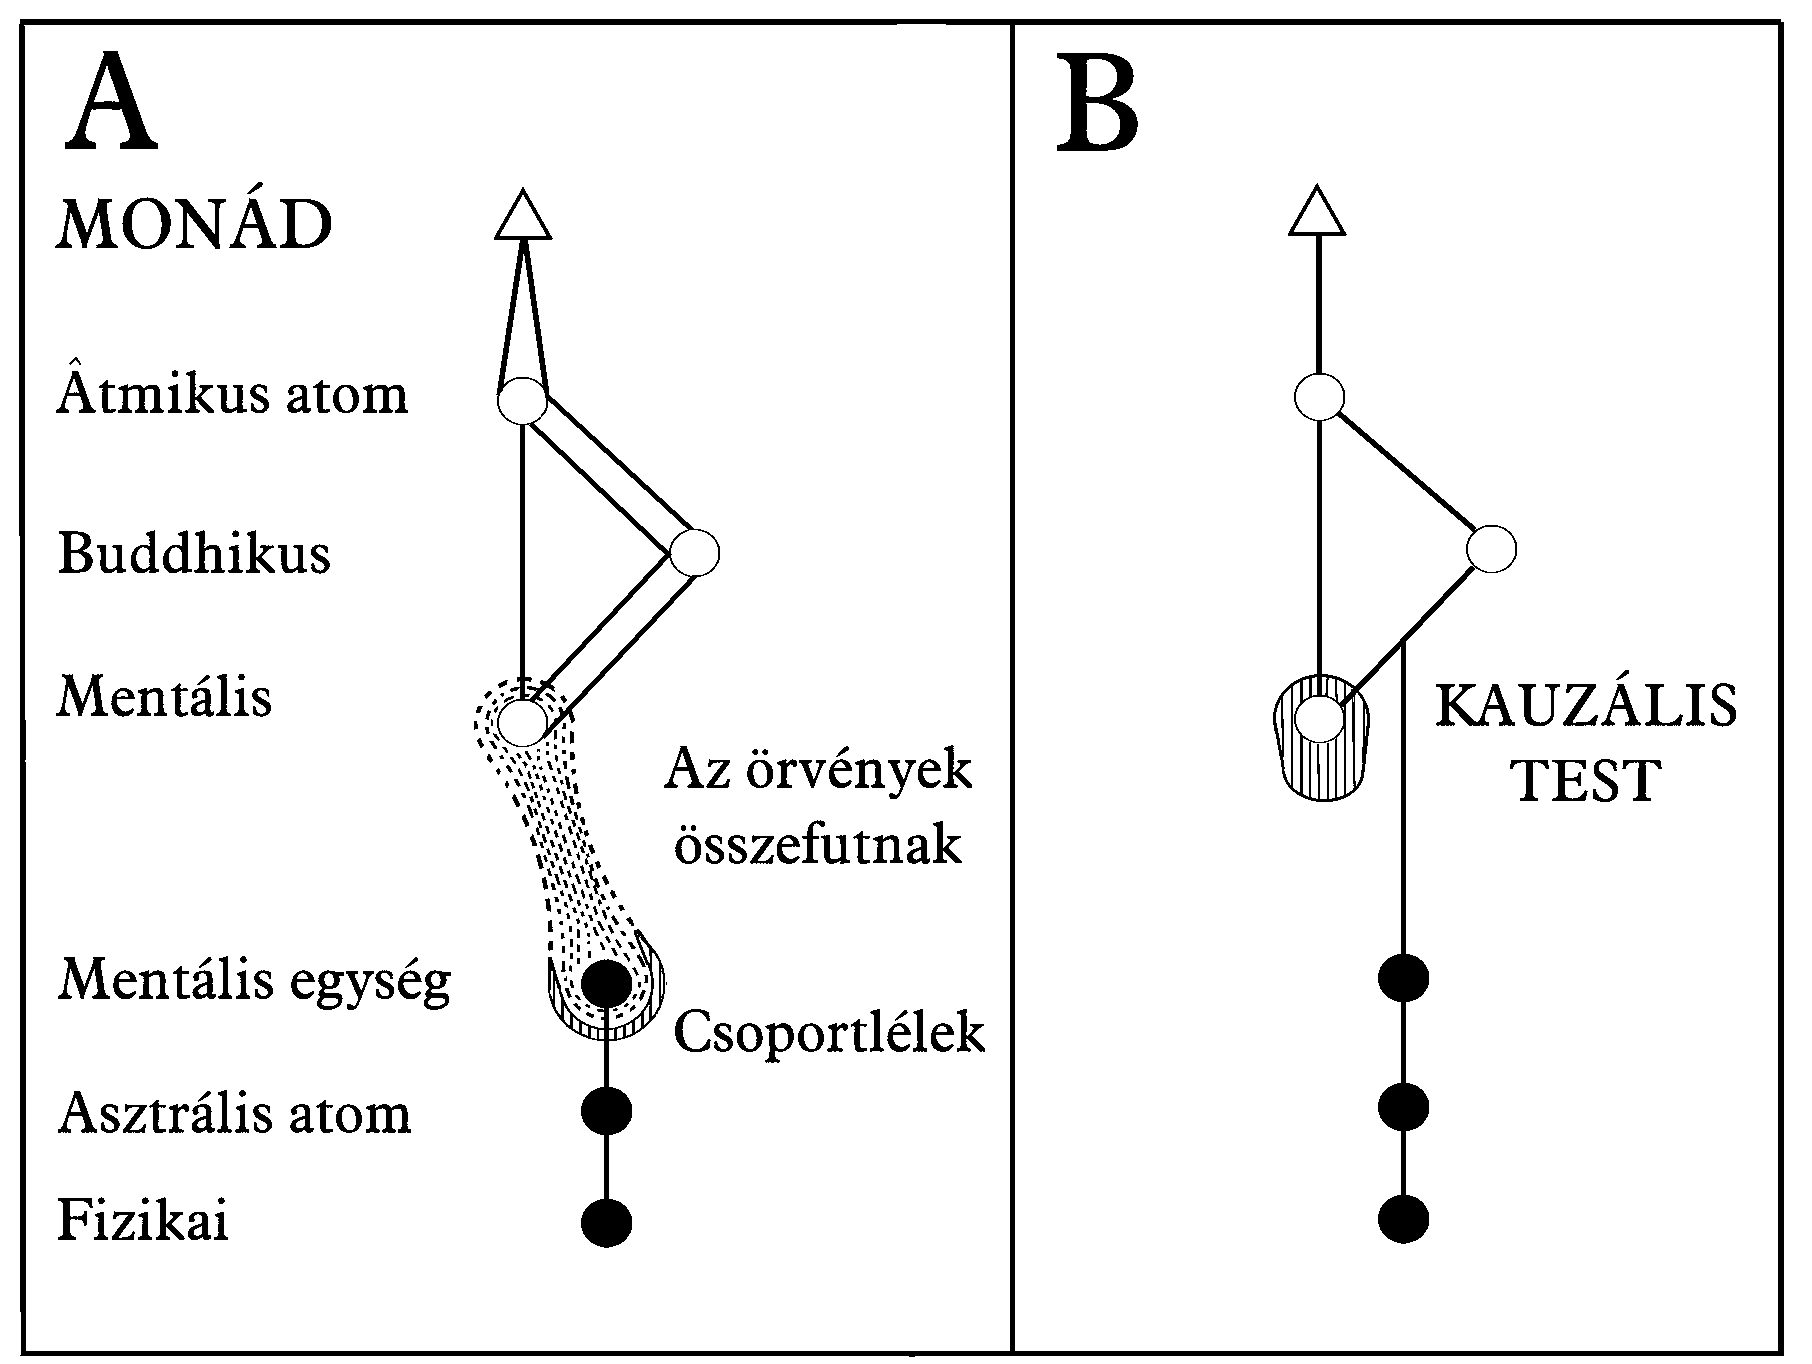 A
MONÁD
Âtmikus atom
Buddhikus
Mentális
Az örvények
összefutnak
Mentális egység
Csoportlélek
Asztrális atom
Fizikai
B
KAUZÁLIS
TEST